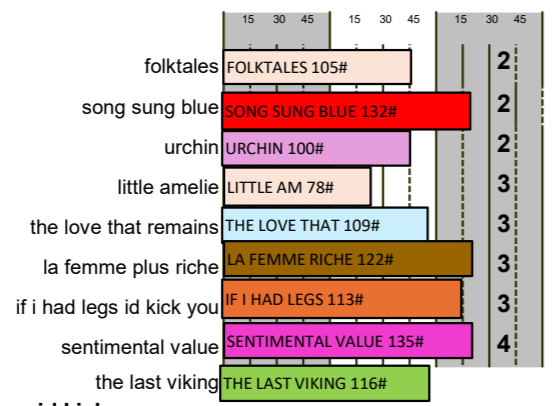 15 30 45 15 30 45 15 30 45
folktales FOLKTALES 105# 2
song sung blue SONG SUNG BLUE 132# 2
urchin URCHIN 100# 2
little amelie LITTLE AM 78# 3
the love that remains THE LOVE THAT 109# 3
la femme plus riche LA FEMME RICHE 122# 3
if i had legs id kick you IF I HAD LEGS 113# 3
sentimental value SENTIMENTAL VALUE 135# 4
the last viking THE LAST VIKING 116#